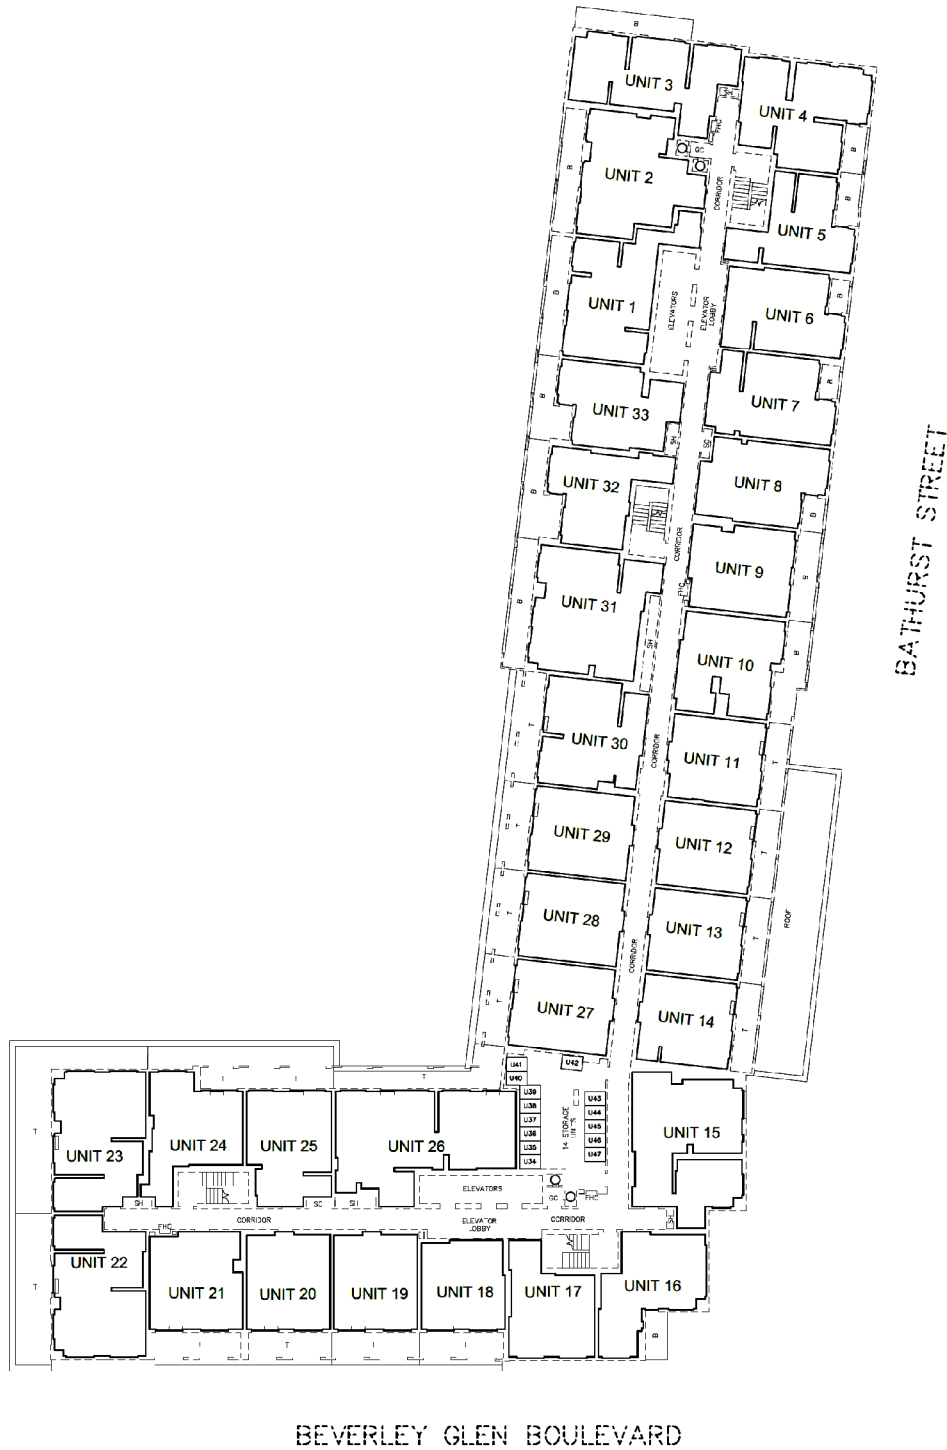 B
UNIT 3
UNIT 4
FHC
GC
B
B
UNIT 2
CORRIDOR
B
UNIT 5
B
UNIT 1
ELEVATORS
ELEVATOR
LOBBY
UNIT 6
B
B
UNIT 33
UNIT 7
B
SH
SC
UNIT 32
UNIT 8
B
B
CORRIDOR
UNIT 9
B
UNIT 31
FHC
B
SH
UNIT 10
B
BATHURST STREET
T
UNIT 30
CORRIDOR
UNIT 11
T
T
UNIT 29
UNIT 12
T
T
UNIT 28
UNIT 13
T
ROOF
CORRIDOR
T
UNIT 27
UNIT 14
T
U41
U42
U40
T
U39
U38
U37
U36
U35
U34
14 STORAGE
UNITS
U43
U44
U45
U46
U47
T
UNIT 23
UNIT 24
UNIT 25
UNIT 26
UNIT 15
ELEVATORS
SH
SC
SH
GC
FHC
SH
FHC
CORRIDOR
ELEVATOR
LOBBY
CORRIDOR
T
UNIT 22
UNIT 21
UNIT 20
UNIT 19
UNIT 18
UNIT 17
UNIT 16
T
B
BEVERLEY GLEN BOULEVARD